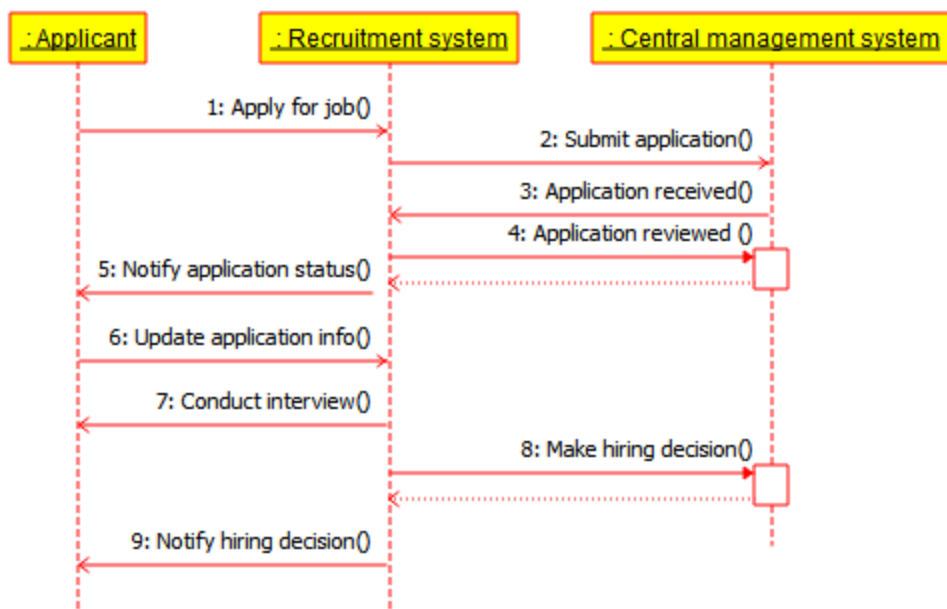 : Applicant
: Recruitment system
: Central management system
1: Apply for job()
2: Submit application()
3: Application received()
4: Application reviewed ()
5: Notify application status()
6: Update application info()
7: Conduct interview()
8: Make hiring decision()
9: Notify hiring decision()